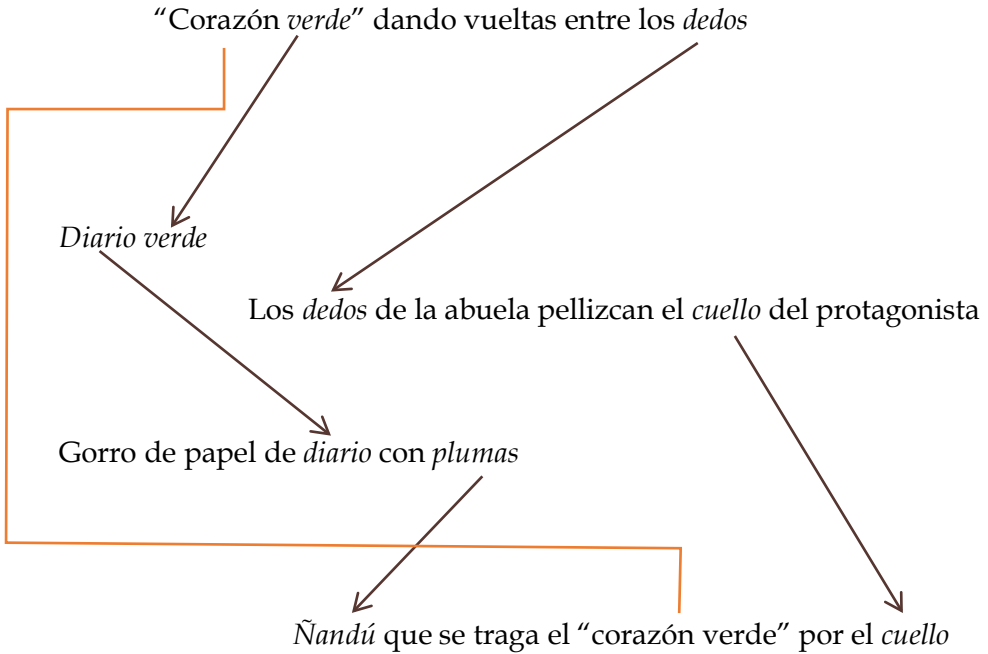 “Corazón verde” dando vueltas entre los dedos
Diario verde
Los dedos de la abuela pellizcan el cuello del protagonista
Gorro de papel de diario con plumas
Ñandú que se traga el “corazón verde” por el cuello